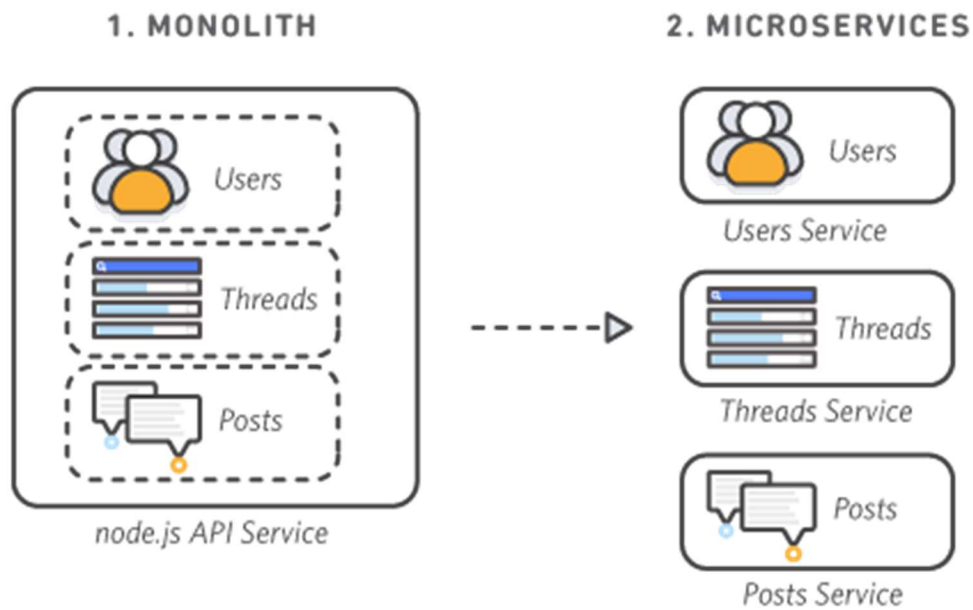 1. MONOLITH
Users
Threads
Posts
node.js API Service
2. MICROSERVICES
Users
Users Service
Threads
Threads Service
Posts
Posts Service